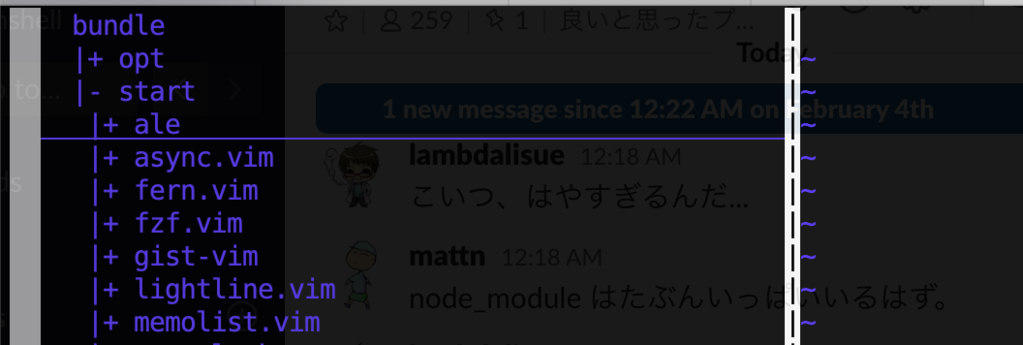 bundle
|+ opt
|- start
|+ ale
|+ async.vim
|+ fern.vim
|+ fzf.vim
|+ gist-vim
|+ lightline.vim
|+ memolist.vim
~
~
~
~
~
~
~
~
~
259
1
良いと思ったプ...
Today
1 new message since 12:22 AM on February 4th
lambdalisue 12:18 AM
こいつ、はやすぎるんだ...
mattn 12:18 AM
node_module はたぶんいっぱいいるはず。
to...